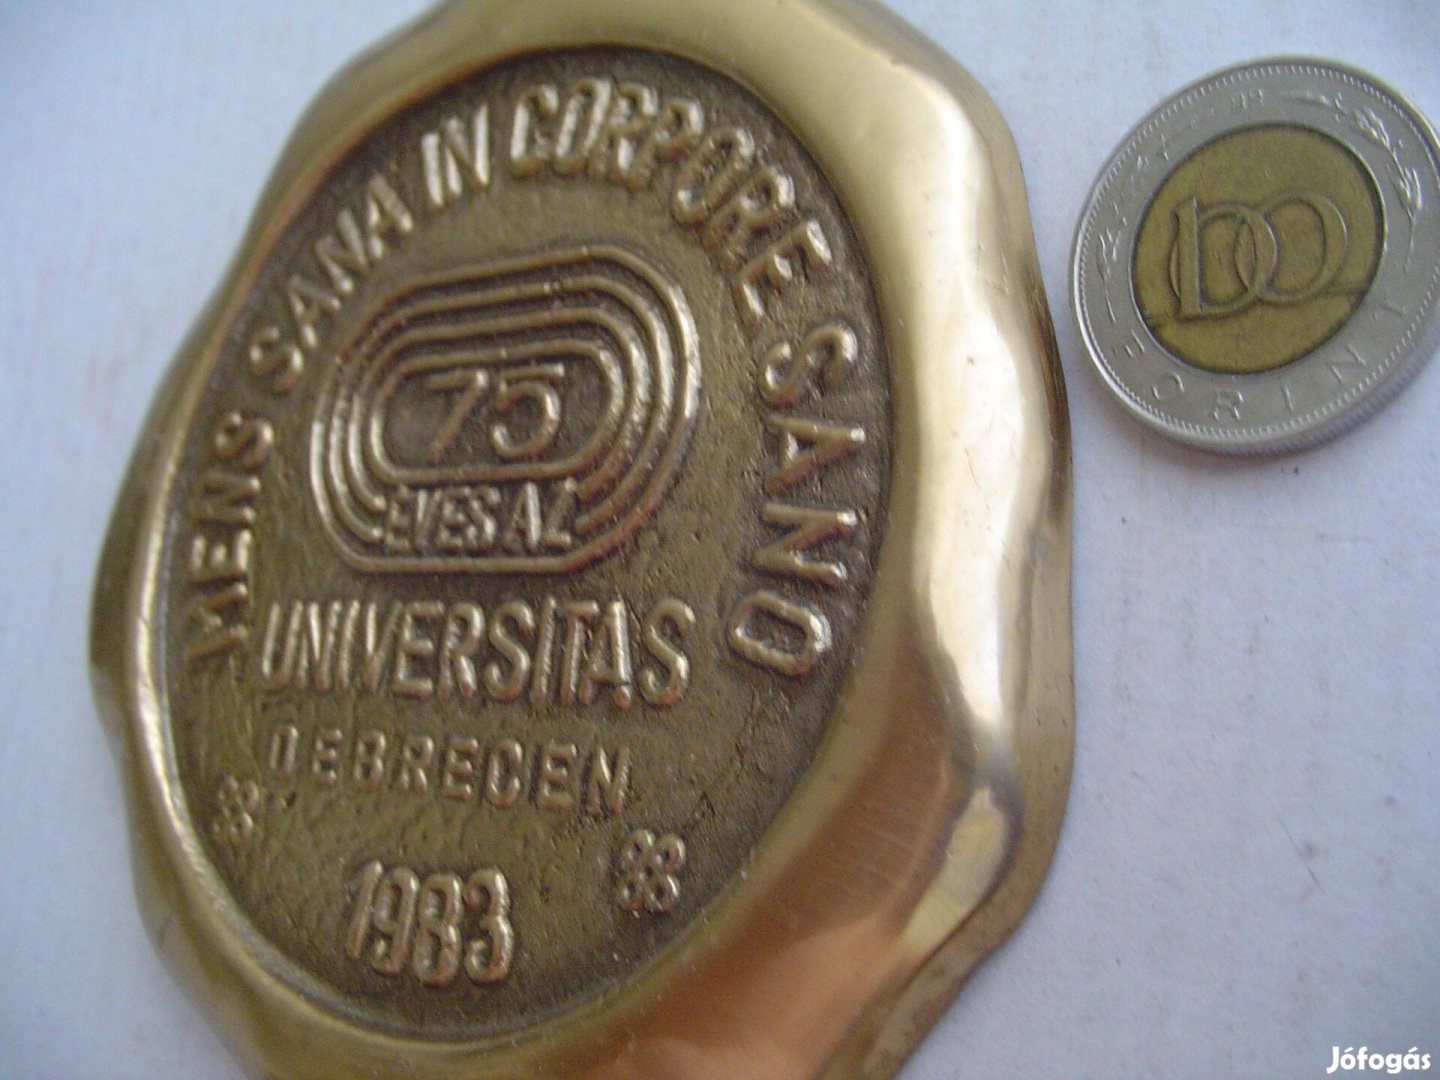 MENS SANA IN CORPORE SANO
75
ÉVES AZ
UNIVERSITAS
DEBRECEN
1983
100
FORINT
Jófogás